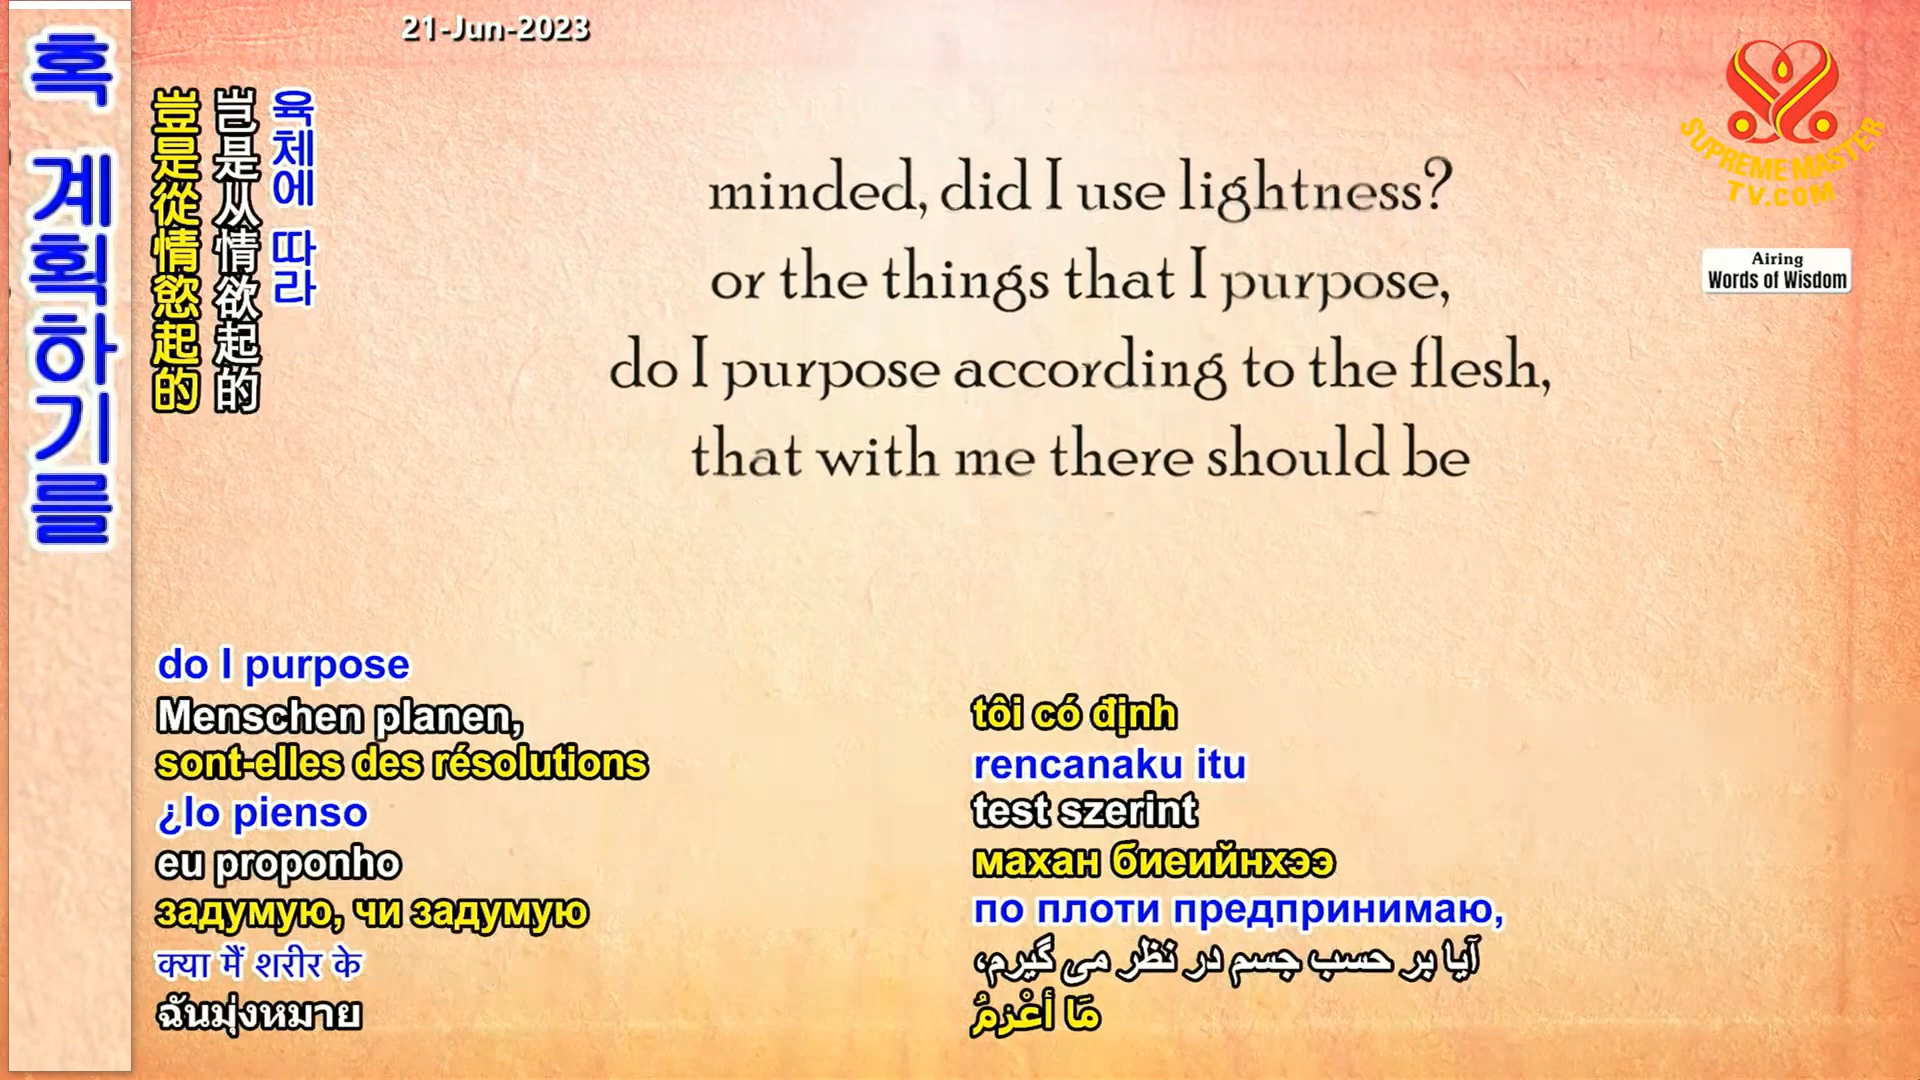 21-Jun-2023
혹 계획하기를
豈是從情慾起的
岂是从情欲起的
육체에 따라
minded, did I use lightness?
or the things that I purpose,
do I purpose according to the flesh,
that with me there should be
SUPREME MASTER
TV.COM
Airing
Words of Wisdom
do I purpose
Menschen planen,
sont-elles des résolutions
¿lo pienso
eu proponho
задумую, чи задумую
क्या मैं शरीर के
ฉันมุ่งหมาย
tôi có định
rencanaku itu
test szerint
махан биеийнхээ
по плоти предпринимаю,
آیا بر حسب جسم در نظر می گیرم،
مَا أعْزمُ